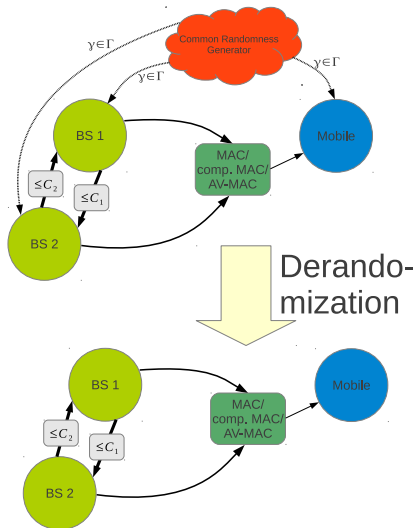 Common Randomness
Generator
γ∈Γ
γ∈Γ
γ∈Γ
BS 1
Mobile
MAC/
comp. MAC/
AV-MAC
≤C₂
≤C₁
BS 2
Derando-
mization
BS 1
Mobile
MAC/
comp. MAC/
AV-MAC
≤C₂
≤C₁
BS 2